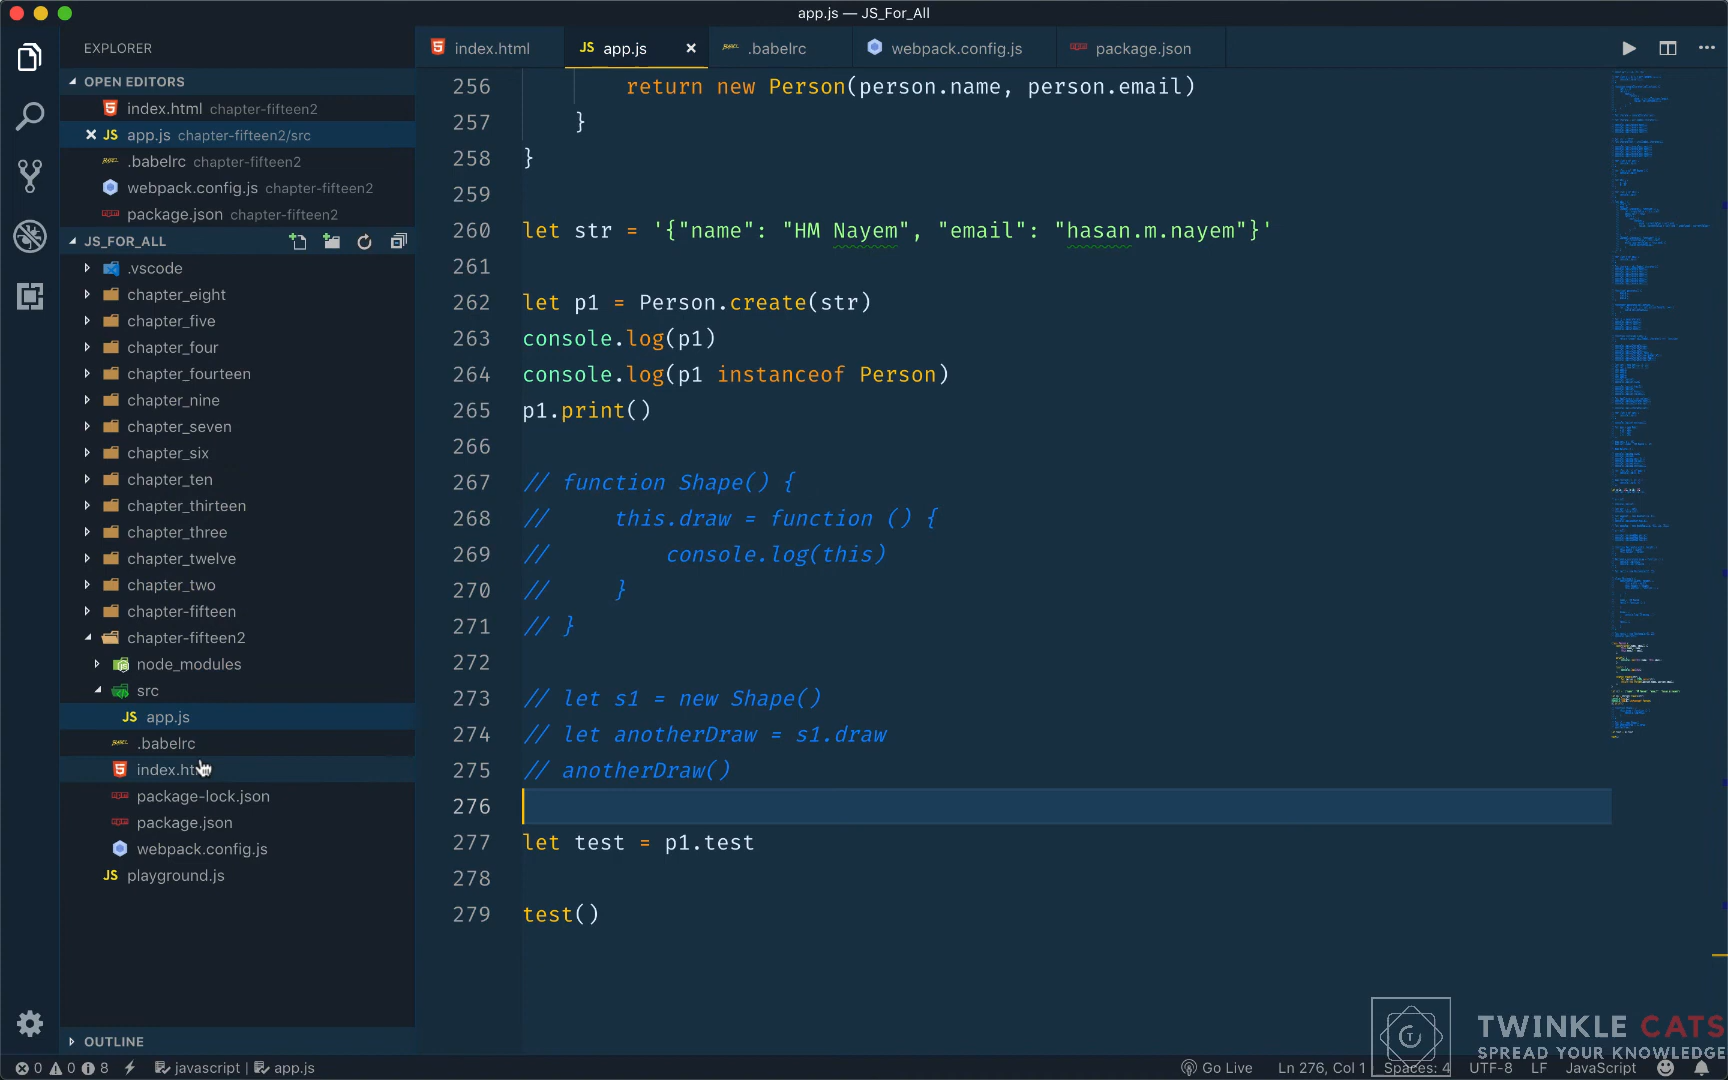 app.js — JS_For_All
EXPLORER
index.html
JS app.js ×
.babelrc
webpack.config.js
package.json
OPEN EDITORS
index.html chapter-fifteen2
× JS app.js chapter-fifteen2/src
.babelrc chapter-fifteen2
webpack.config.js chapter-fifteen2
package.json chapter-fifteen2
JS_FOR_ALL
.vscode
chapter_eight
chapter_five
chapter_four
chapter_fourteen
chapter_nine
chapter_seven
chapter_six
chapter_ten
chapter_thirteen
chapter_three
chapter_twelve
chapter_two
chapter-fifteen
chapter-fifteen2
node_modules
src
JS app.js
.babelrc
package-lock.json
package.json
webpack.config.js
JS playground.js
OUTLINE
256 return new Person(person.name, person.email)
257 }
258 }
259
260 let str = '{"name": "HM Nayem", "email": "hasan.m.nayem"}'
261
262 let p1 = Person.create(str)
263 console.log(p1)
264 console.log(p1 instanceof Person)
265 p1.print()
266
267 // function Shape() {
268 // this.draw = function () {
269 // console.log(this)
270 // }
271 // }
272
273 // let s1 = new Shape()
274 // let anotherDraw = s1.draw
275 // anotherDraw()
276
277 let test = p1.test
278
279 test()
TWINKLE CATS
SPREAD YOUR KNOWLEDGE
0 0 8 javascript | app.js
Go Live Ln 276, Col 1 Spaces: 4 UTF-8 LF JavaScript